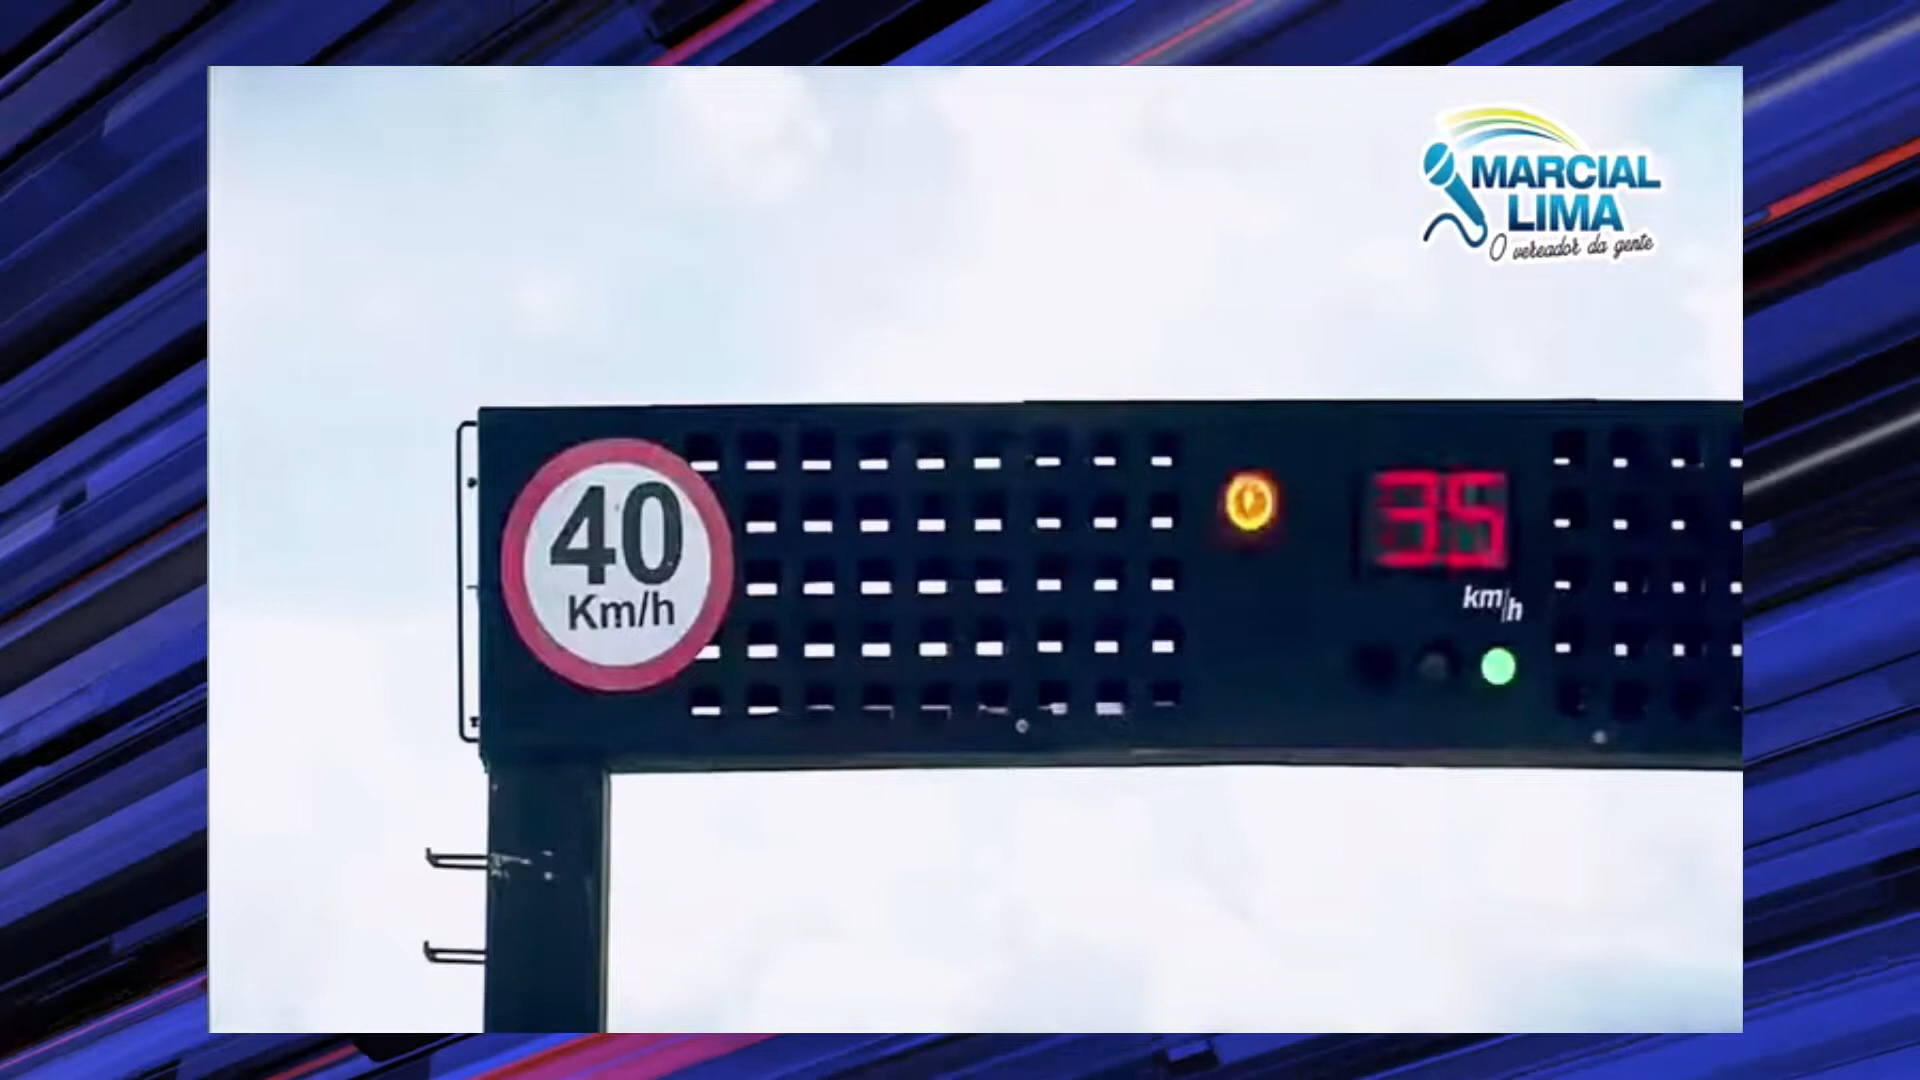 MARCIAL
LIMA
O vereador da gente
40
Km/h
35
km/h